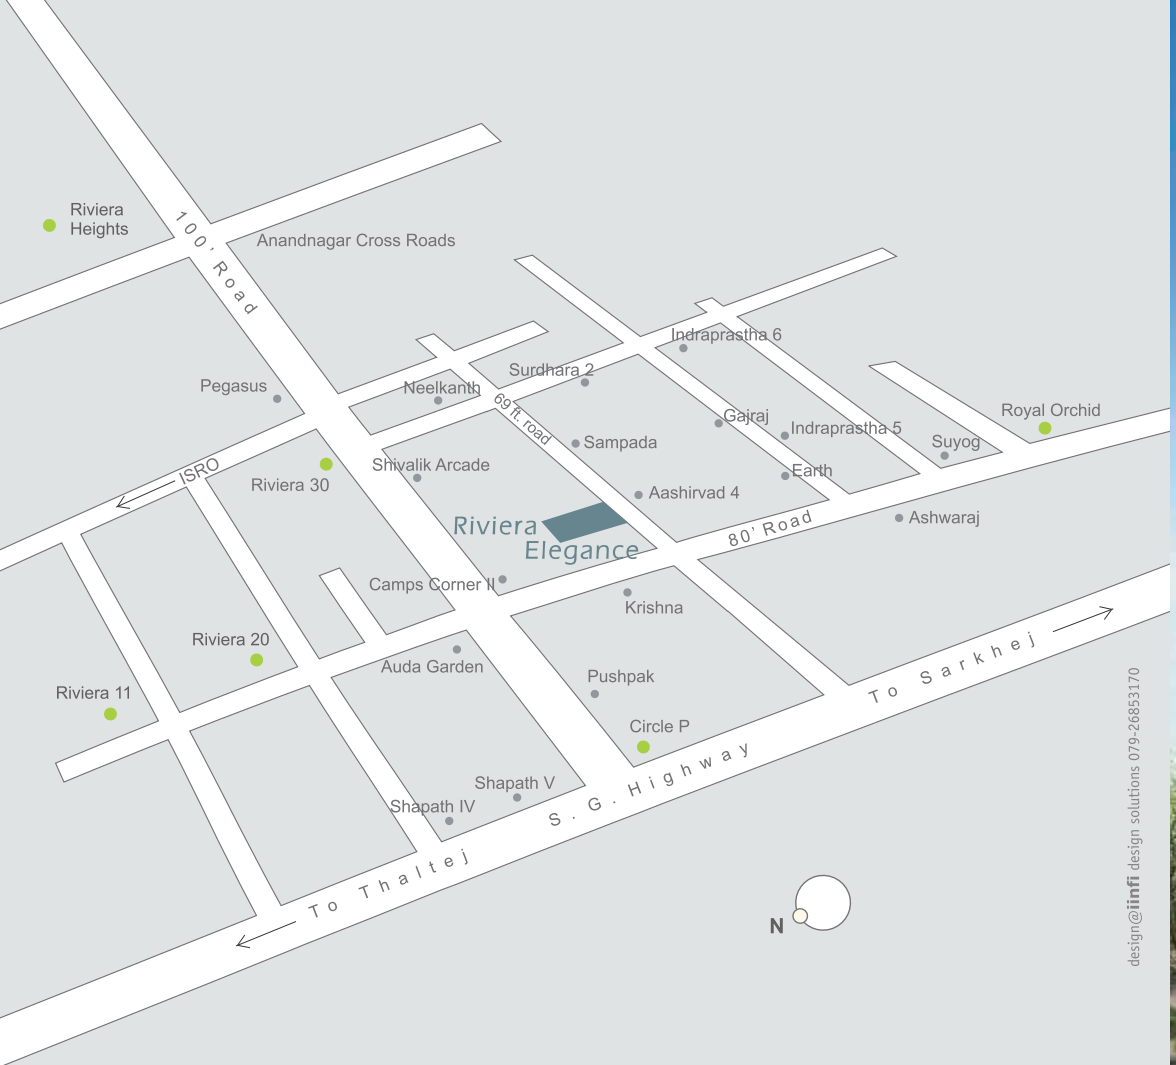 Riviera
Heights
100' Road
Anandnagar Cross Roads
Indraprastha 6
Surdhara 2
Pegasus
Neelkanth
69 ft. road
Gajraj
Royal Orchid
Indraprastha 5
Suyog
Sampada
Shivalik Arcade
ISRO
Earth
Riviera 30
Aashirvad 4
Ashwaraj
Riviera
Elegance
80' Road
Camps Corner II
Krishna
Riviera 20
Auda Garden
To Sarkhej
Pushpak
Riviera 11
Circle P
S. G. Highway
Shapath V
Shapath IV
To Thaltej
N
design@iinfi design solutions 079-26853170